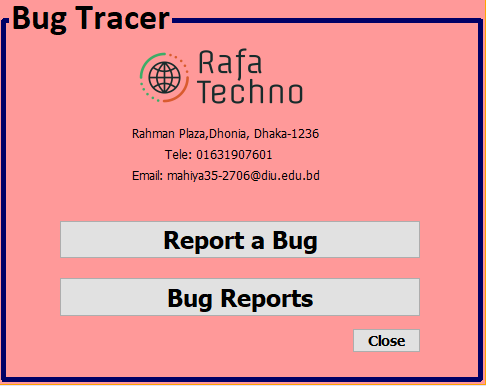 Bug Tracer
Rafa
Techno
Rahman Plaza,Dhonia, Dhaka-1236
Tele: 01631907601
Email: mahiya35-2706@diu.edu.bd
Report a Bug
Bug Reports
Close